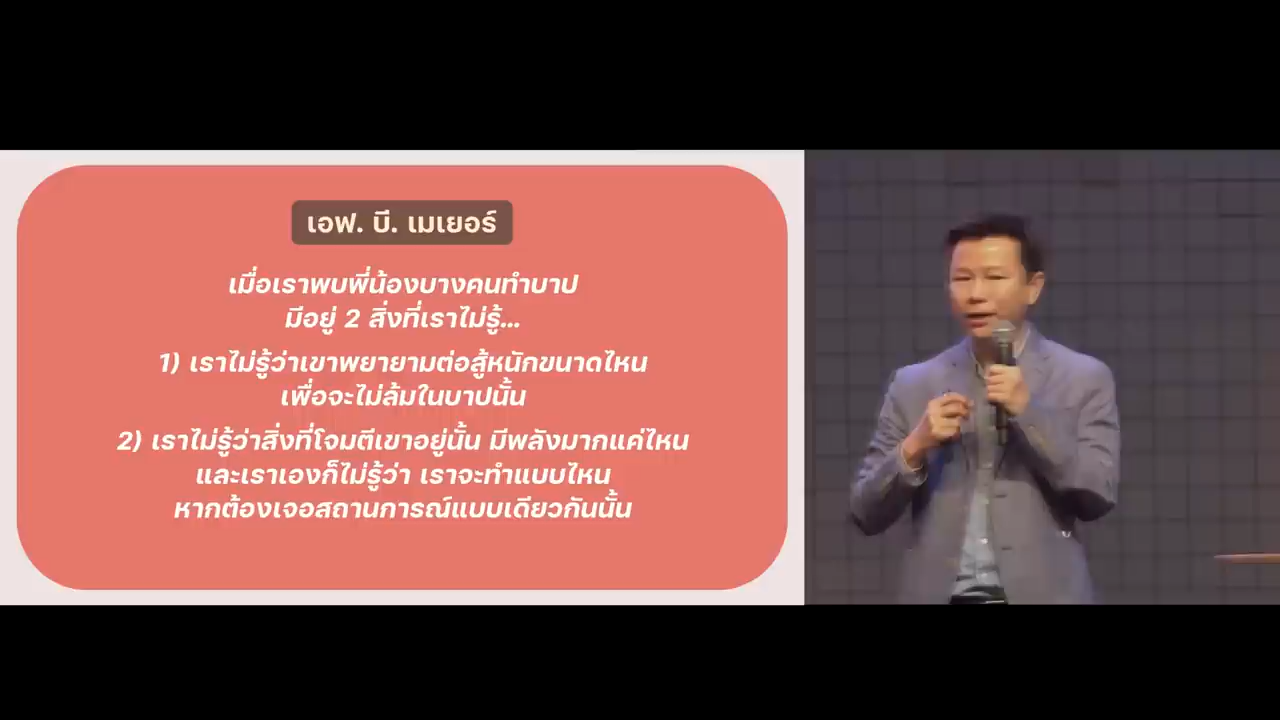 เอฟ. บี. เมเยอร์
เมื่อเราพบพี่น้องบางคนทำบาป
มีอยู่ 2 สิ่งที่เราไม่รู้...
1) เราไม่รู้ว่าเขาพยายามต่อสู้หนักขนาดไหน
เพื่อจะไม่ล้มในบาปนั้น
2) เราไม่รู้ว่าสิ่งที่โจมตีเขาอยู่นั้น มีพลังมากแค่ไหน
และเราเองก็ไม่รู้ว่า เราจะทำแบบไหน
หากต้องเจอสถานการณ์แบบเดียวกันนั้น